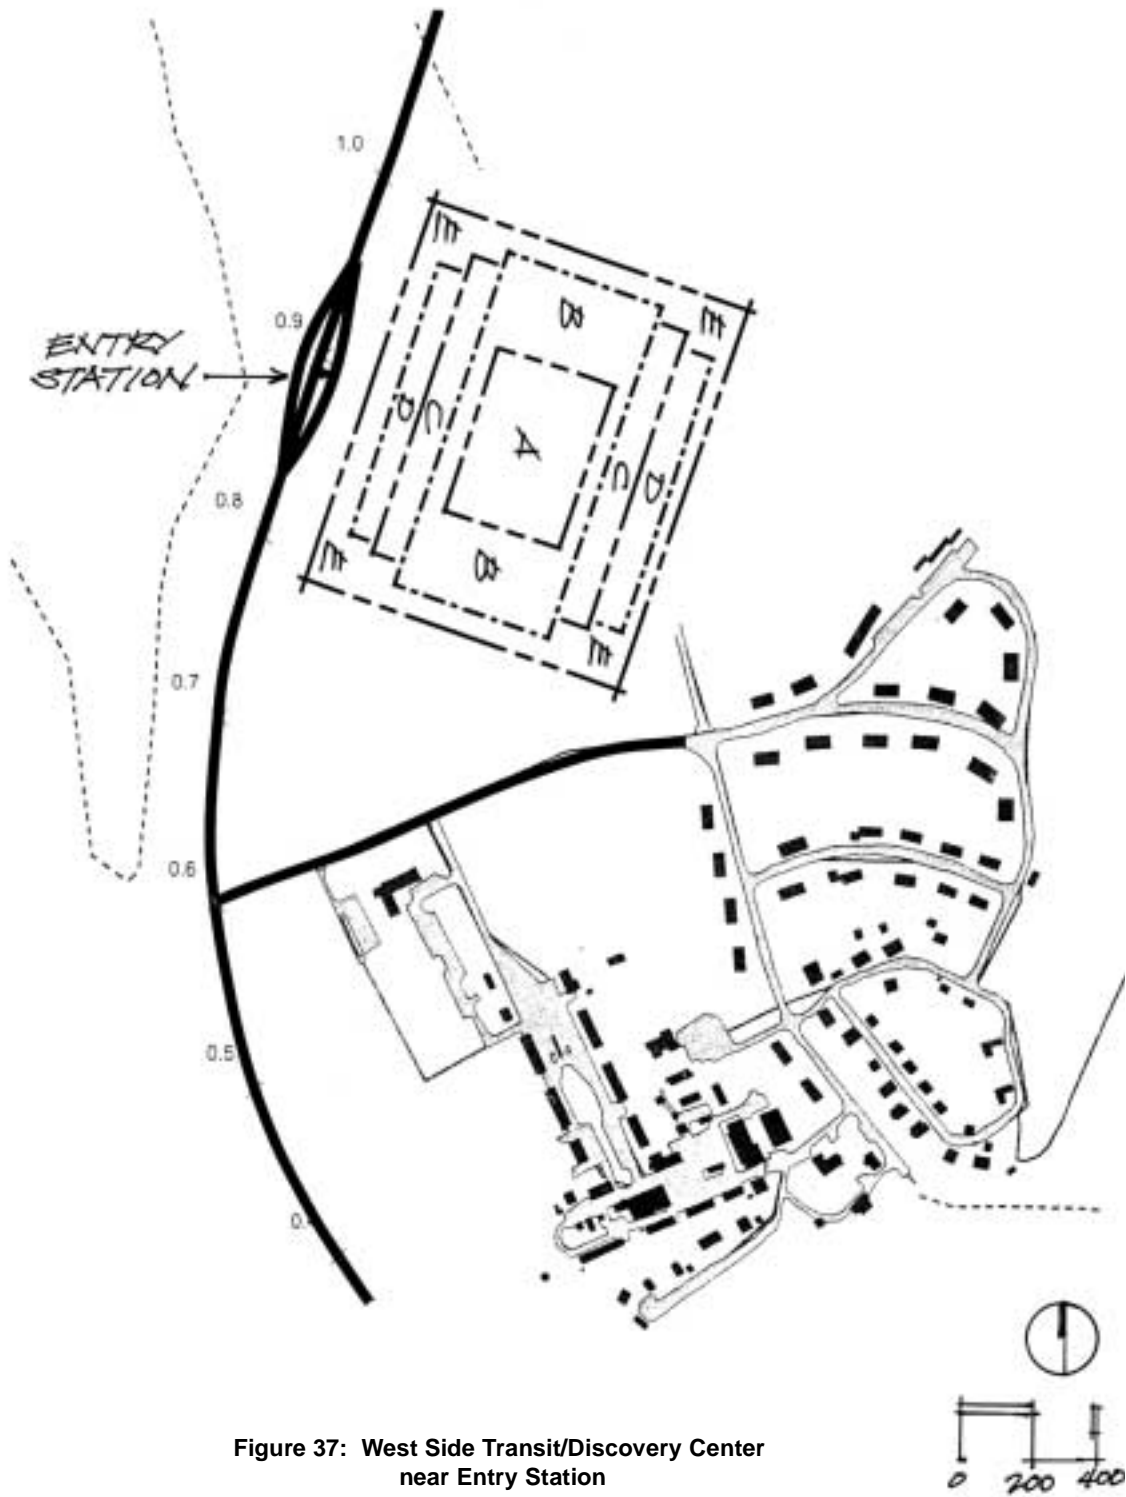 1.0
E
B
E
0.9
ENTRY
STATION
A
D
C
C
D
0.8
E
B
E
0.7
0.6
0.5
0.
Figure 37: West Side Transit/Discovery Center
near Entry Station
0 200 400